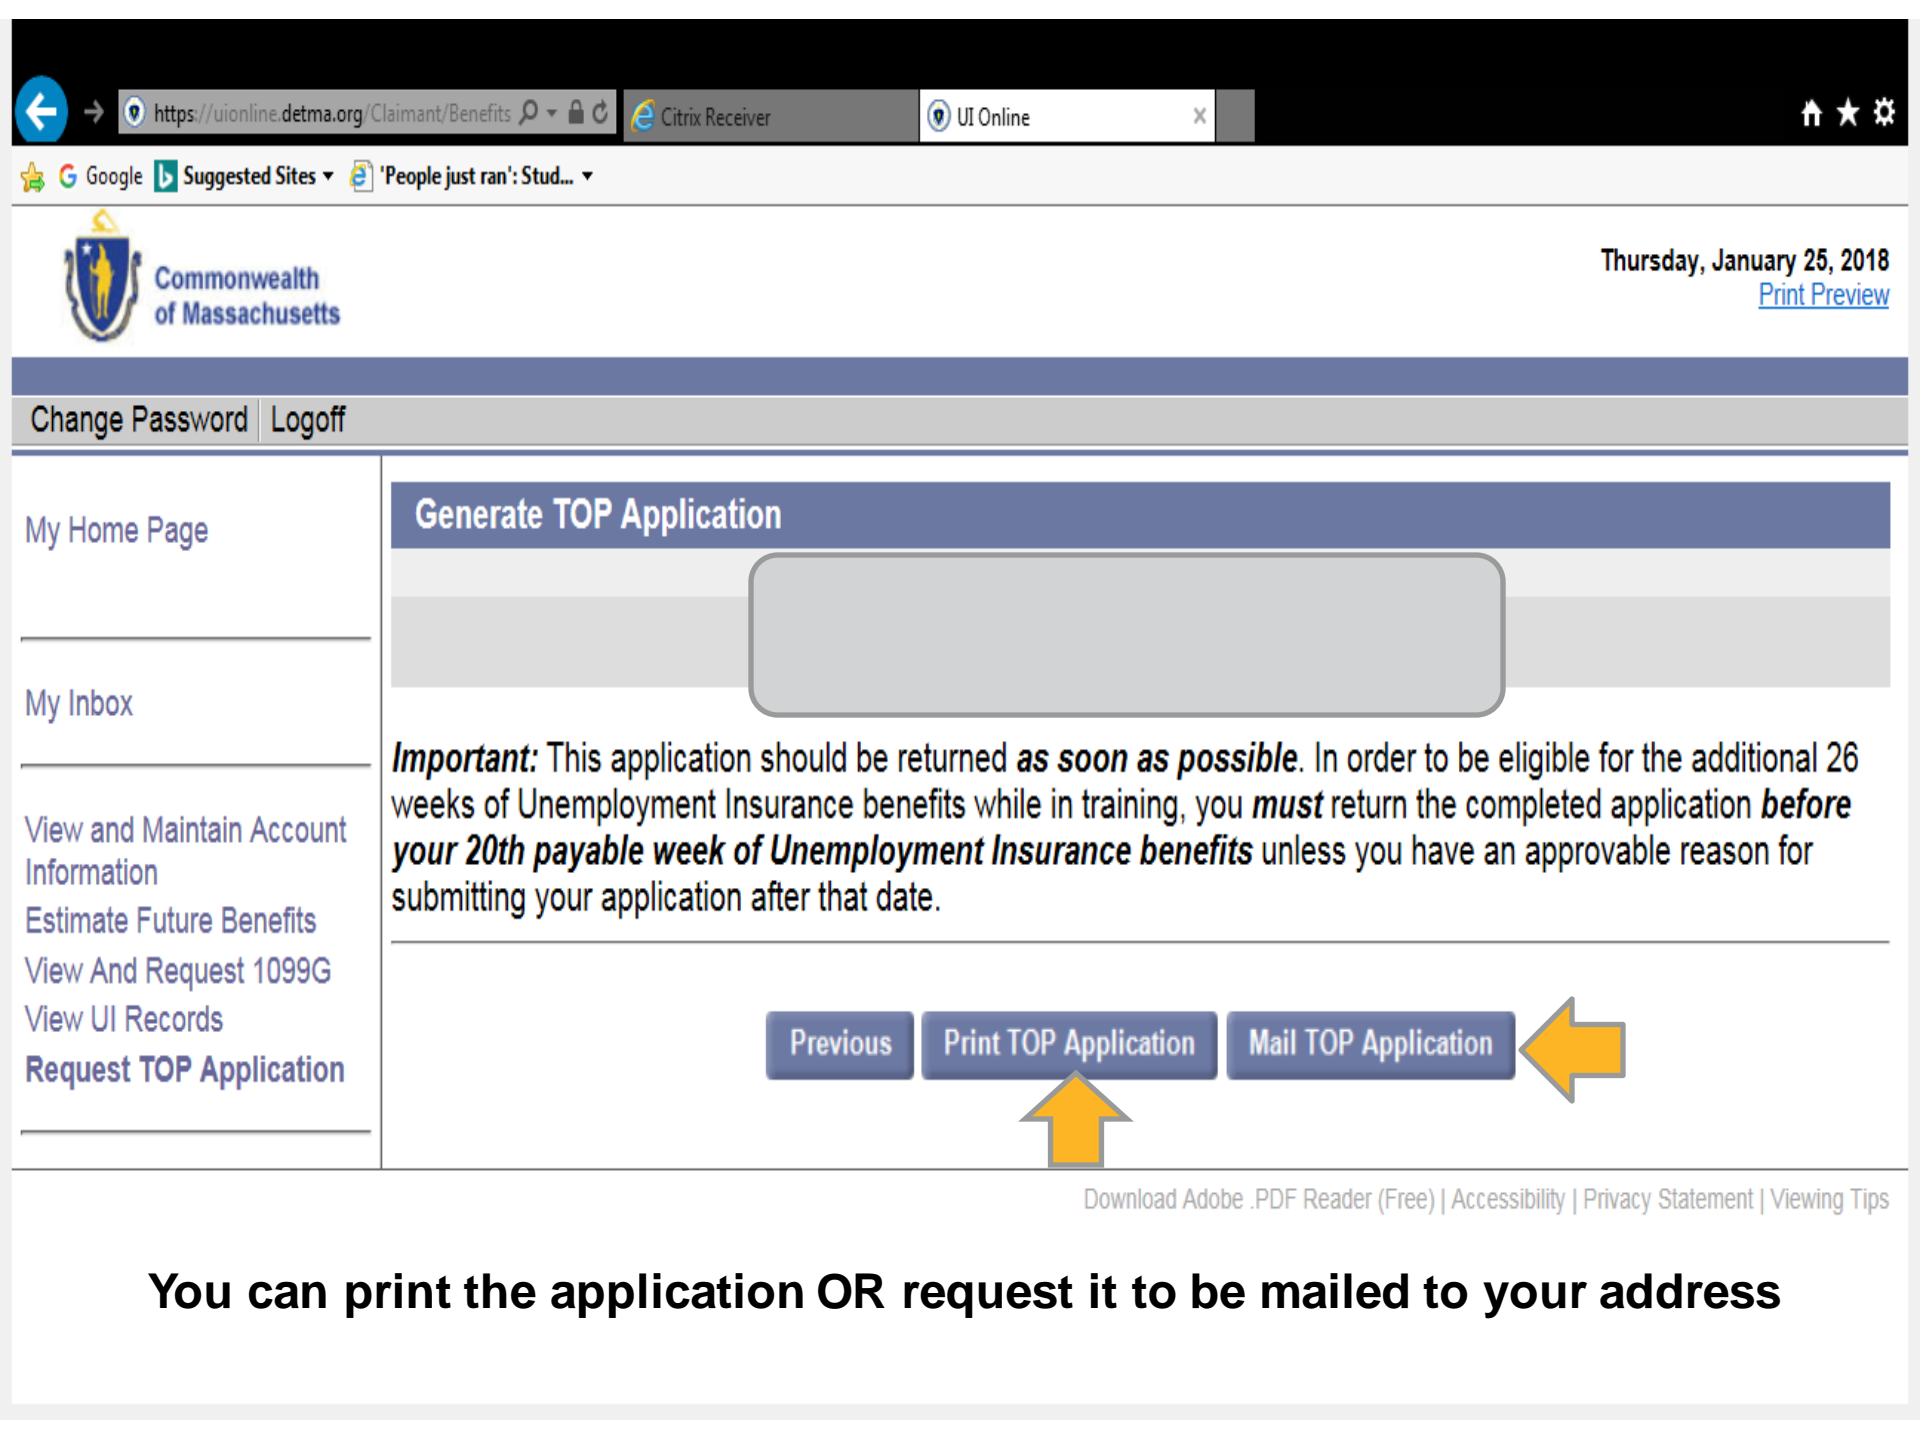 https://uionline.detma.org/Claimant/Benefits
Citrix Receiver
UI Online
Google
Suggested Sites
'People just ran': Stud...
Commonwealth
of Massachusetts
Thursday, January 25, 2018
Print Preview
Change Password
Logoff
My Home Page
My Inbox
View and Maintain Account
Information
Estimate Future Benefits
View And Request 1099G
View UI Records
Request TOP Application
Generate TOP Application
Important: This application should be returned as soon as possible. In order to be eligible for the additional 26
weeks of Unemployment Insurance benefits while in training, you must return the completed application before
your 20th payable week of Unemployment Insurance benefits unless you have an approvable reason for
submitting your application after that date.
Previous
Print TOP Application
Mail TOP Application
Download Adobe .PDF Reader (Free) | Accessibility | Privacy Statement | Viewing Tips
You can print the application OR request it to be mailed to your address